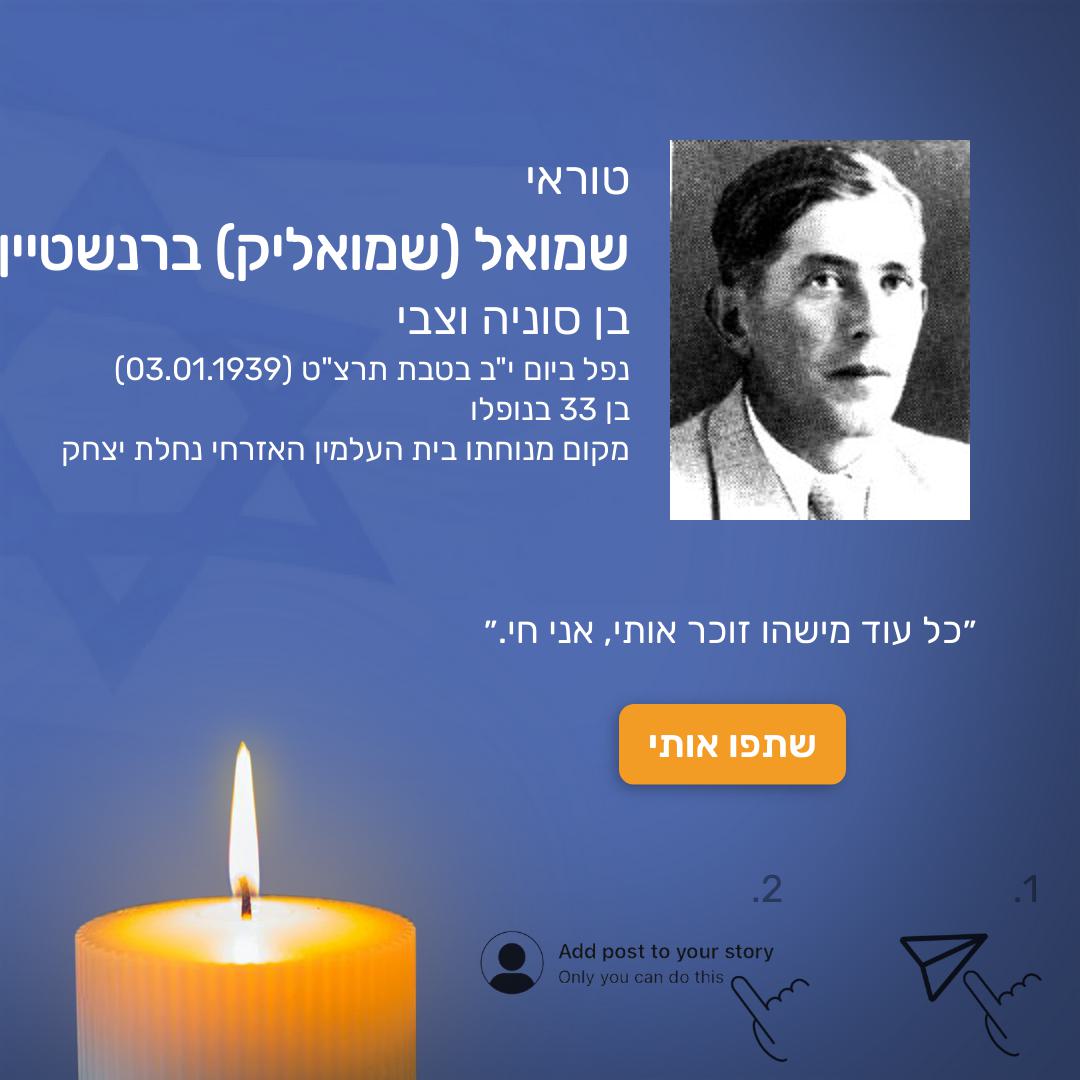 טוראי
שמואל (שמואליק) ברנשטיין
בן סוניה וצבי
נפל ביום י"ב בטבת תרצ"ט (03.01.1939)
בן 33 בנופלו
מקום מנוחתו בית העלמין האזרחי נחלת יצחק
״כל עוד מישהו זוכר אותי, אני חי.״
שתפו אותי
.1
.2
Add post to your story
Only you can do this